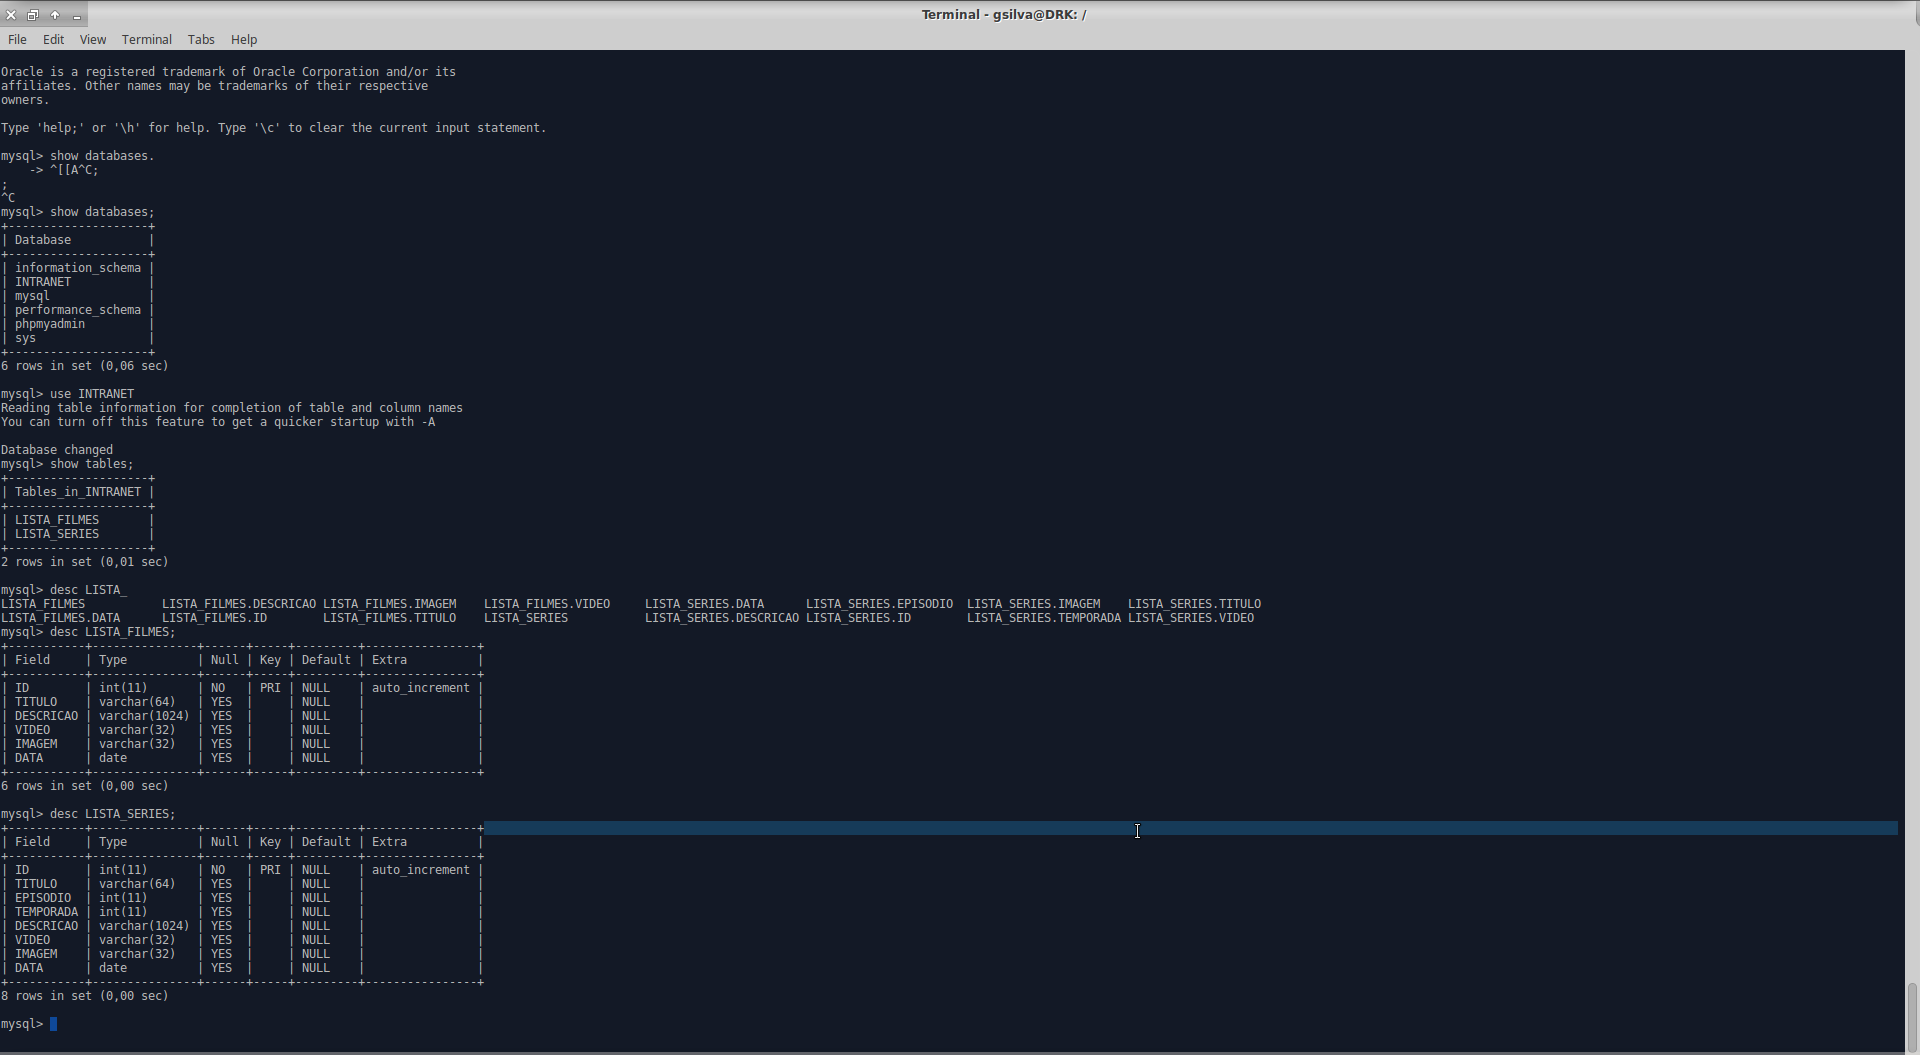 Terminal - gsilva@DRK: /
File Edit View Terminal Tabs Help
Oracle is a registered trademark of Oracle Corporation and/or its
affiliates. Other names may be trademarks of their respective
owners.
Type 'help;' or '\h' for help. Type '\c' to clear the current input statement.
mysql> show databases.
    -> ^[[A^C;
;
^C
mysql> show databases;
+--------------------+
| Database           |
+--------------------+
| information_schema |
| INTRANET           |
| mysql              |
| performance_schema |
| phpmyadmin         |
| sys                |
+--------------------+
6 rows in set (0,06 sec)
mysql> use INTRANET
Reading table information for completion of table and column names
You can turn off this feature to get a quicker startup with -A
Database changed
mysql> show tables;
+--------------------+
| Tables_in_INTRANET |
+--------------------+
| LISTA_FILMES       |
| LISTA_SERIES       |
+--------------------+
2 rows in set (0,01 sec)
mysql> desc LISTA_
LISTA_FILMES           LISTA_FILMES.DESCRICAO LISTA_FILMES.IMAGEM    LISTA_FILMES.VIDEO     LISTA_SERIES.DATA      LISTA_SERIES.EPISODIO  LISTA_SERIES.IMAGEM    LISTA_SERIES.TITULO
LISTA_FILMES.DATA      LISTA_FILMES.ID        LISTA_FILMES.TITULO    LISTA_SERIES           LISTA_SERIES.DESCRICAO LISTA_SERIES.ID        LISTA_SERIES.TEMPORADA LISTA_SERIES.VIDEO
mysql> desc LISTA_FILMES;
+-----------+---------------+------+-----+---------+----------------+
| Field     | Type          | Null | Key | Default | Extra          |
+-----------+---------------+------+-----+---------+----------------+
| ID        | int(11)       | NO   | PRI | NULL    | auto_increment |
| TITULO    | varchar(64)   | YES  |     | NULL    |                |
| DESCRICAO | varchar(1024) | YES  |     | NULL    |                |
| VIDEO     | varchar(32)   | YES  |     | NULL    |                |
| IMAGEM    | varchar(32)   | YES  |     | NULL    |                |
| DATA      | date          | YES  |     | NULL    |                |
+-----------+---------------+------+-----+---------+----------------+
6 rows in set (0,00 sec)
mysql> desc LISTA_SERIES;
+-----------+---------------+------+-----+---------+----------------+
| Field     | Type          | Null | Key | Default | Extra          |
+-----------+---------------+------+-----+---------+----------------+
| ID        | int(11)       | NO   | PRI | NULL    | auto_increment |
| TITULO    | varchar(64)   | YES  |     | NULL    |                |
| EPISODIO  | int(11)       | YES  |     | NULL    |                |
| TEMPORADA | int(11)       | YES  |     | NULL    |                |
| DESCRICAO | varchar(1024) | YES  |     | NULL    |                |
| VIDEO     | varchar(32)   | YES  |     | NULL    |                |
| IMAGEM    | varchar(32)   | YES  |     | NULL    |                |
| DATA      | date          | YES  |     | NULL    |                |
+-----------+---------------+------+-----+---------+----------------+
8 rows in set (0,00 sec)
mysql>